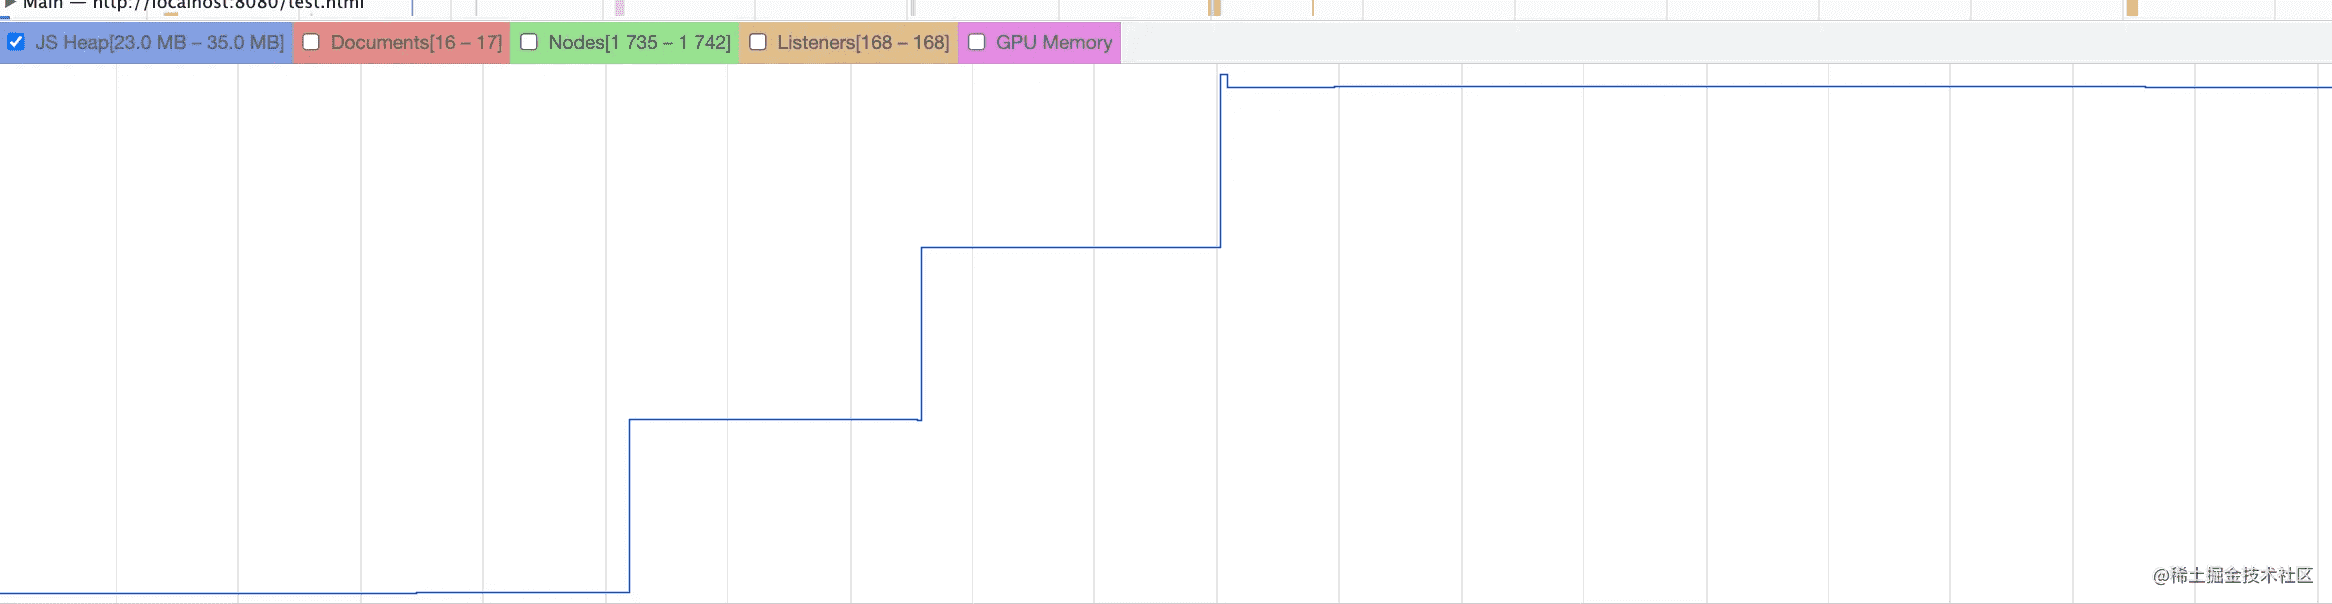 ▶ Main — http://localhost:8080/test.html
JS Heap[23.0 MB – 35.0 MB] Documents[16 – 17] Nodes[1 735 – 1 742] Listeners[168 – 168] GPU Memory
@稀土掘金技术社区